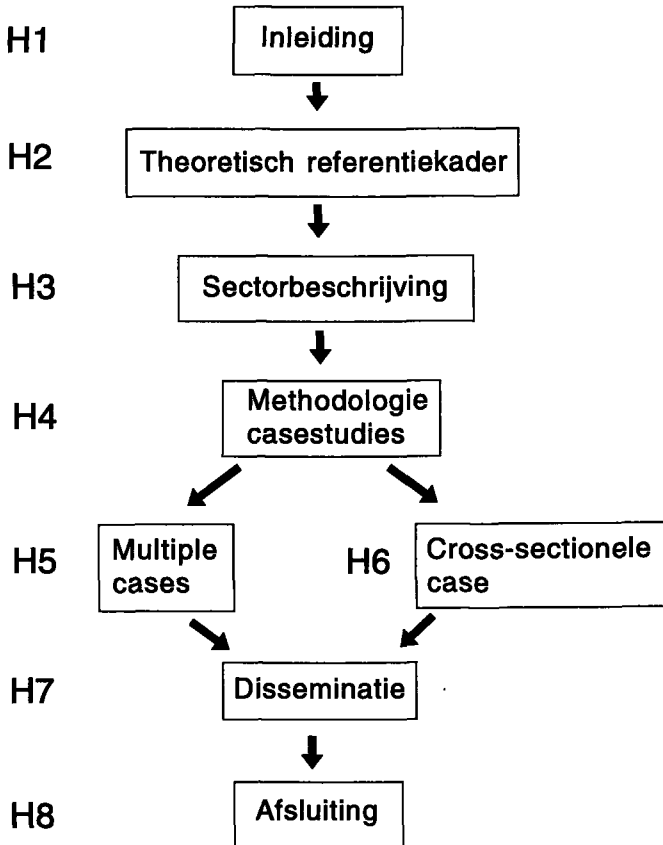 H1 Inleiding
H2 Theoretisch referentiekader
H3 Sectorbeschrijving
H4 Methodologie
casestudies
H5 Multiple
cases
H6 Cross-sectionele
case
H7 Disseminatie
H8 Afsluiting